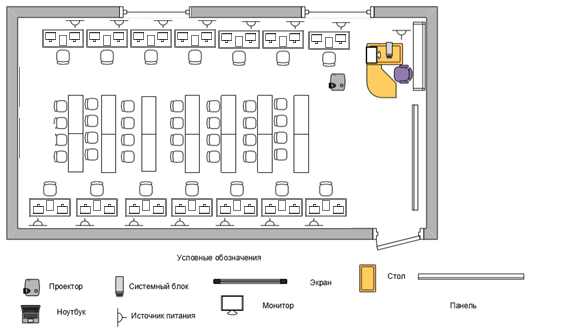 Условные обозначения
Проектор
Системный блок
Экран
Стол
Ноутбук
Источник питания
Монитор
Панель